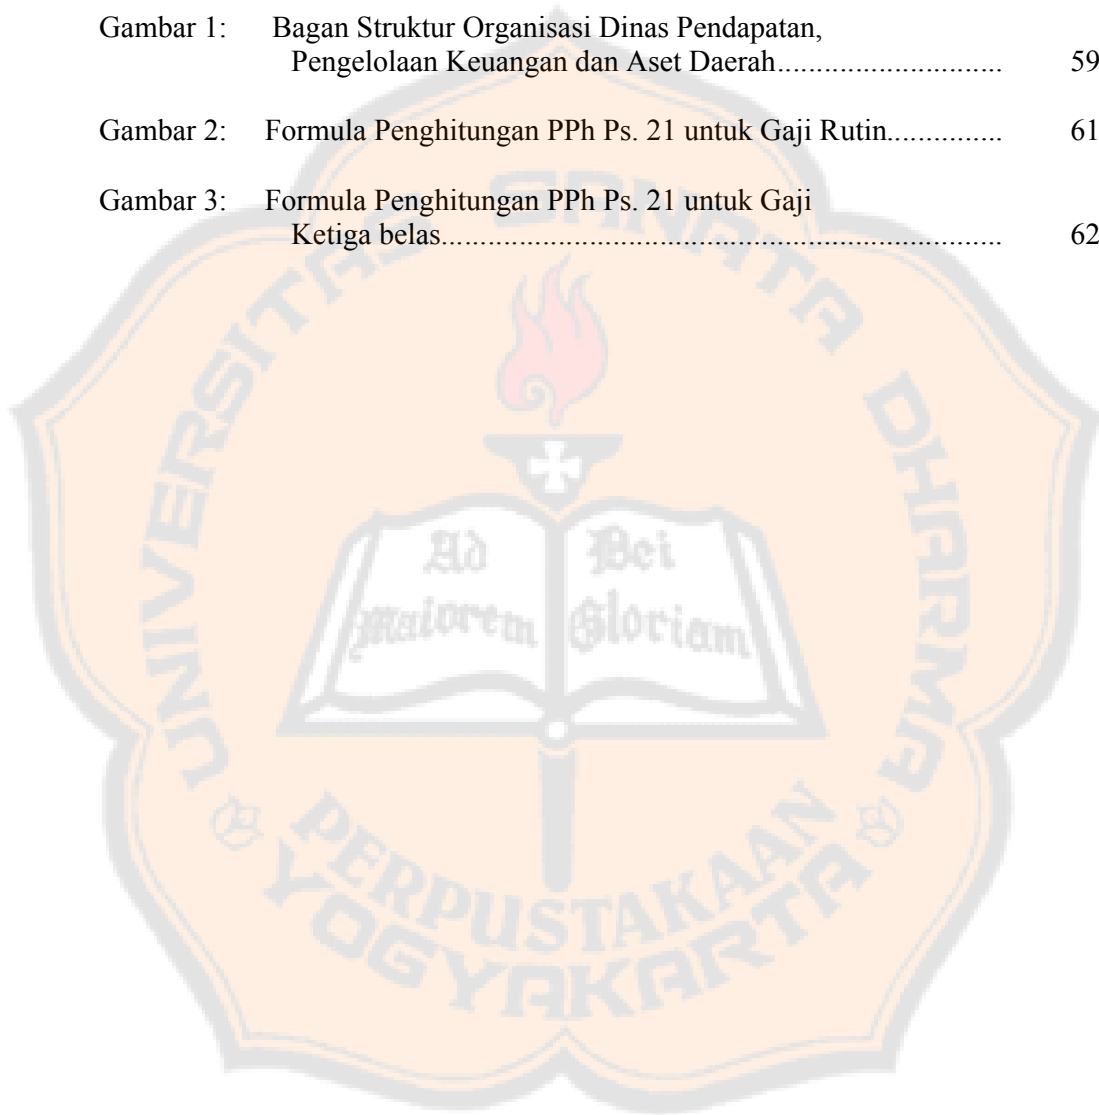 Gambar 1: Bagan Struktur Organisasi Dinas Pendapatan,
Pengelolaan Keuangan dan Aset Daerah............................. 59
Gambar 2: Formula Penghitungan PPh Ps. 21 untuk Gaji Rutin............... 61
Gambar 3: Formula Penghitungan PPh Ps. 21 untuk Gaji
Ketiga belas......................................................................... 62
UNIVERSITAS SANATA DHARMA
Ad Dei
Maiorem Gloriam
PERPUSTAKAAN
YOGYAKARTA